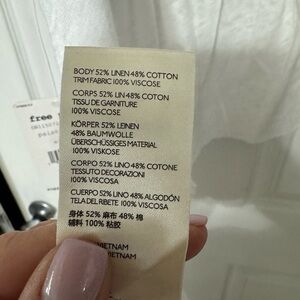 free
BODY 52% LINEN 48% COTTON
TRIM FABRIC 100% VISCOSE
CORPS 52% LIN 48% COTON
TISSU DE GARNITURE
100% VISCOSE
KÖRPER 52% LEINEN
48% BAUMWOLLE
ÜBERSCHÜSSIGES MATERIAL
100% VISKOSE
CORPO 52% LINO 48% COTONE
TESSUTO DECORAZIONI
100% VISCOSA
CUERPO 52% LINO 48% ALGODÓN
TELA DEL RIBETE 100% VISCOSA
身体 52% 麻布 48% 棉
辅料 100% 粘胶
VIETNAM
VIETNAM